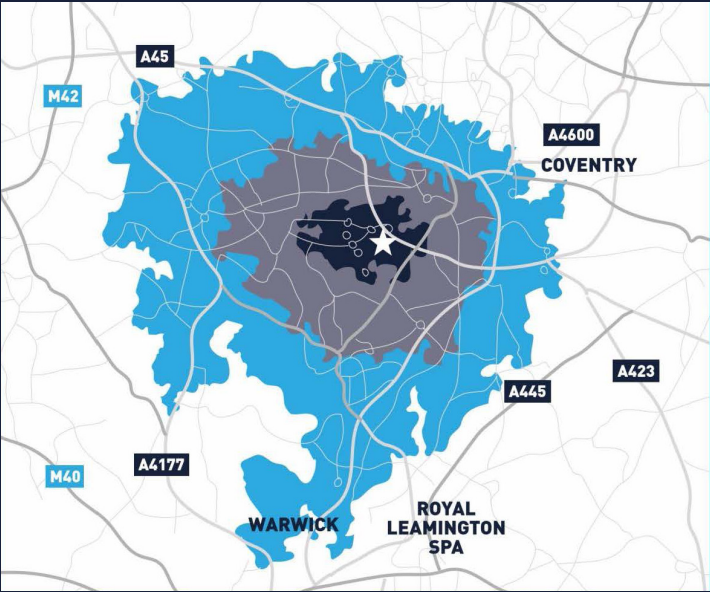 A45
M42
A4600
COVENTRY
A423
A445
A4177
M40
WARWICK
ROYAL
LEAMINGTON
SPA